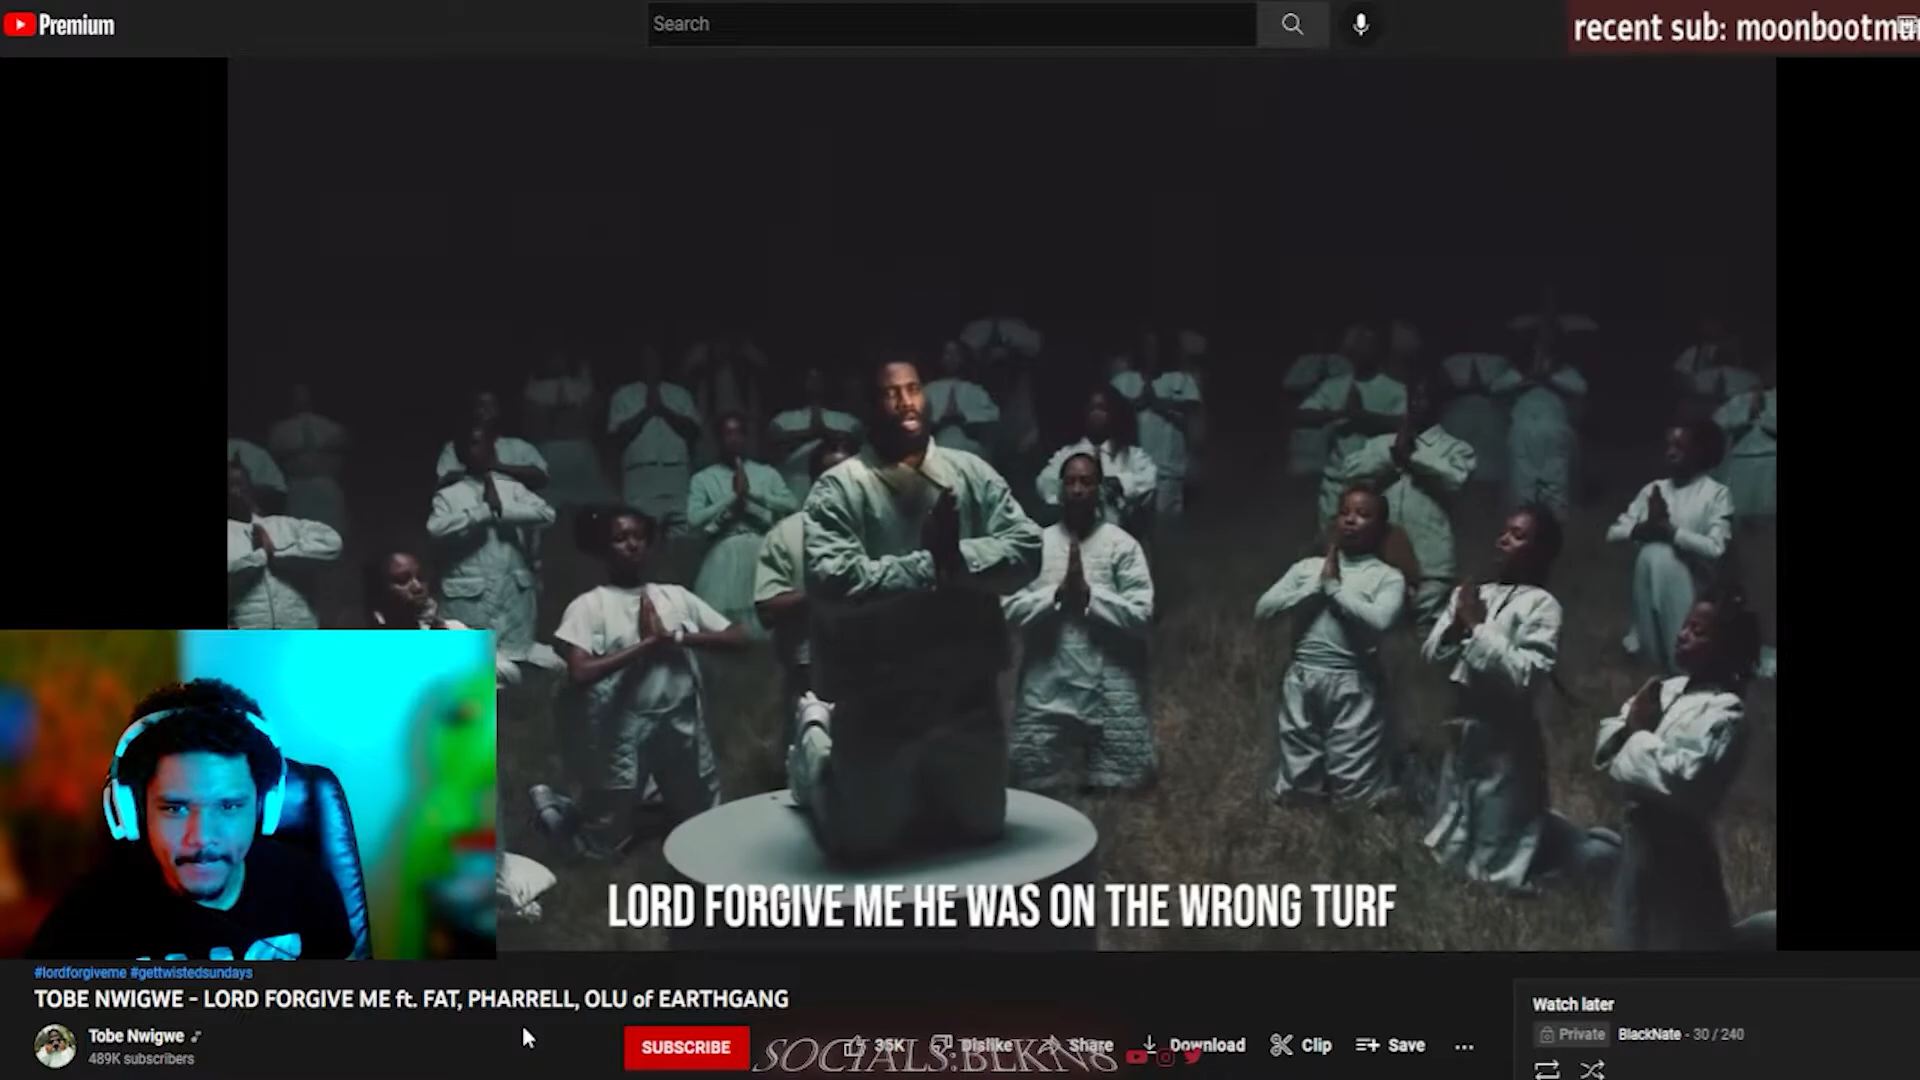 Premium
Search
recent sub: moonbootma
LORD FORGIVE ME HE WAS ON THE WRONG TURF
#lordforgiveme #gettwistedsundays
TOBE NWIGWE - LORD FORGIVE ME ft. FAT, PHARRELL, OLU of EARTHGANG
Tobe Nwigwe
489K subscribers
SUBSCRIBE
35K
Dislike
Share
Download
Clip
Save
SOCIALS:BLKN8
Watch later
Private
BlackNate - 30 / 240